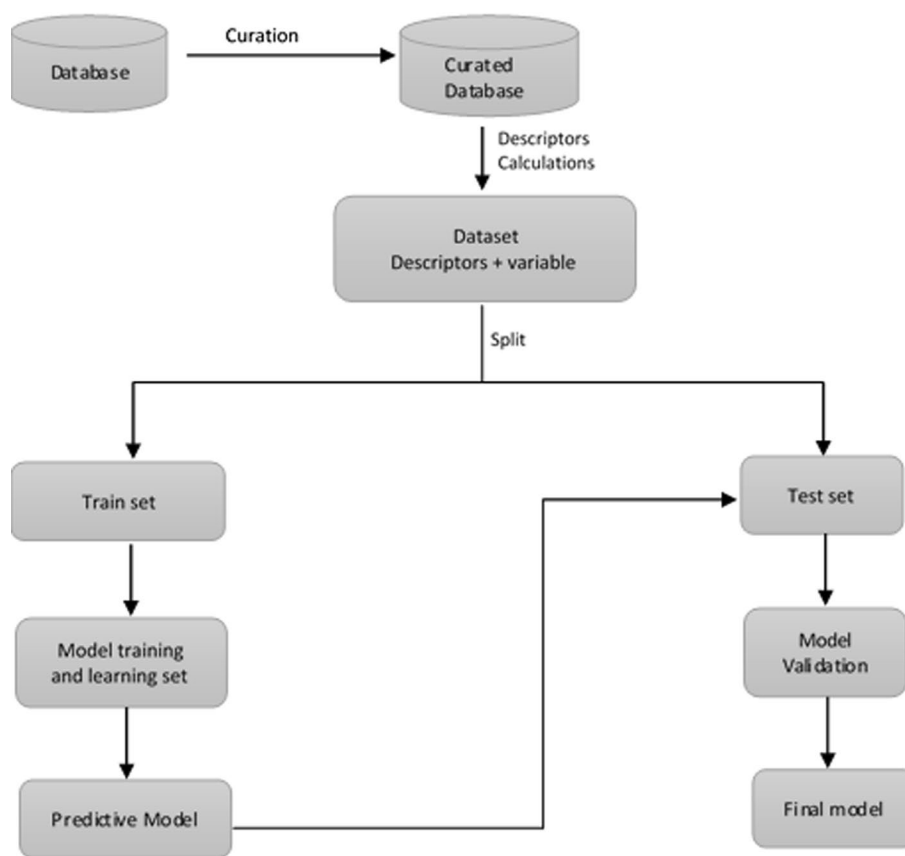 Curation
Database
Curated
Database
Descriptors
Calculations
Dataset
Descriptors + variable
Split
Train set
Test set
Model training
and learning set
Model
Validation
Predictive Model
Final model